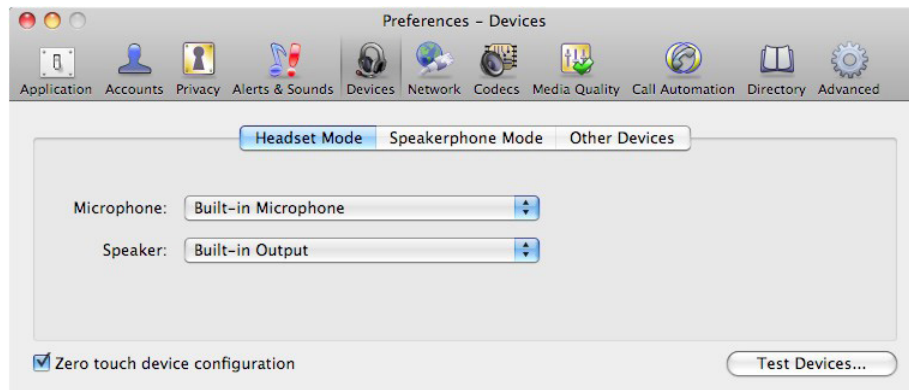 Preferences – Devices
Application Accounts Privacy Alerts & Sounds Devices Network Codecs Media Quality Call Automation Directory Advanced
Headset Mode Speakerphone Mode Other Devices
Microphone: Built-in Microphone
Speaker: Built-in Output
Zero touch device configuration Test Devices...